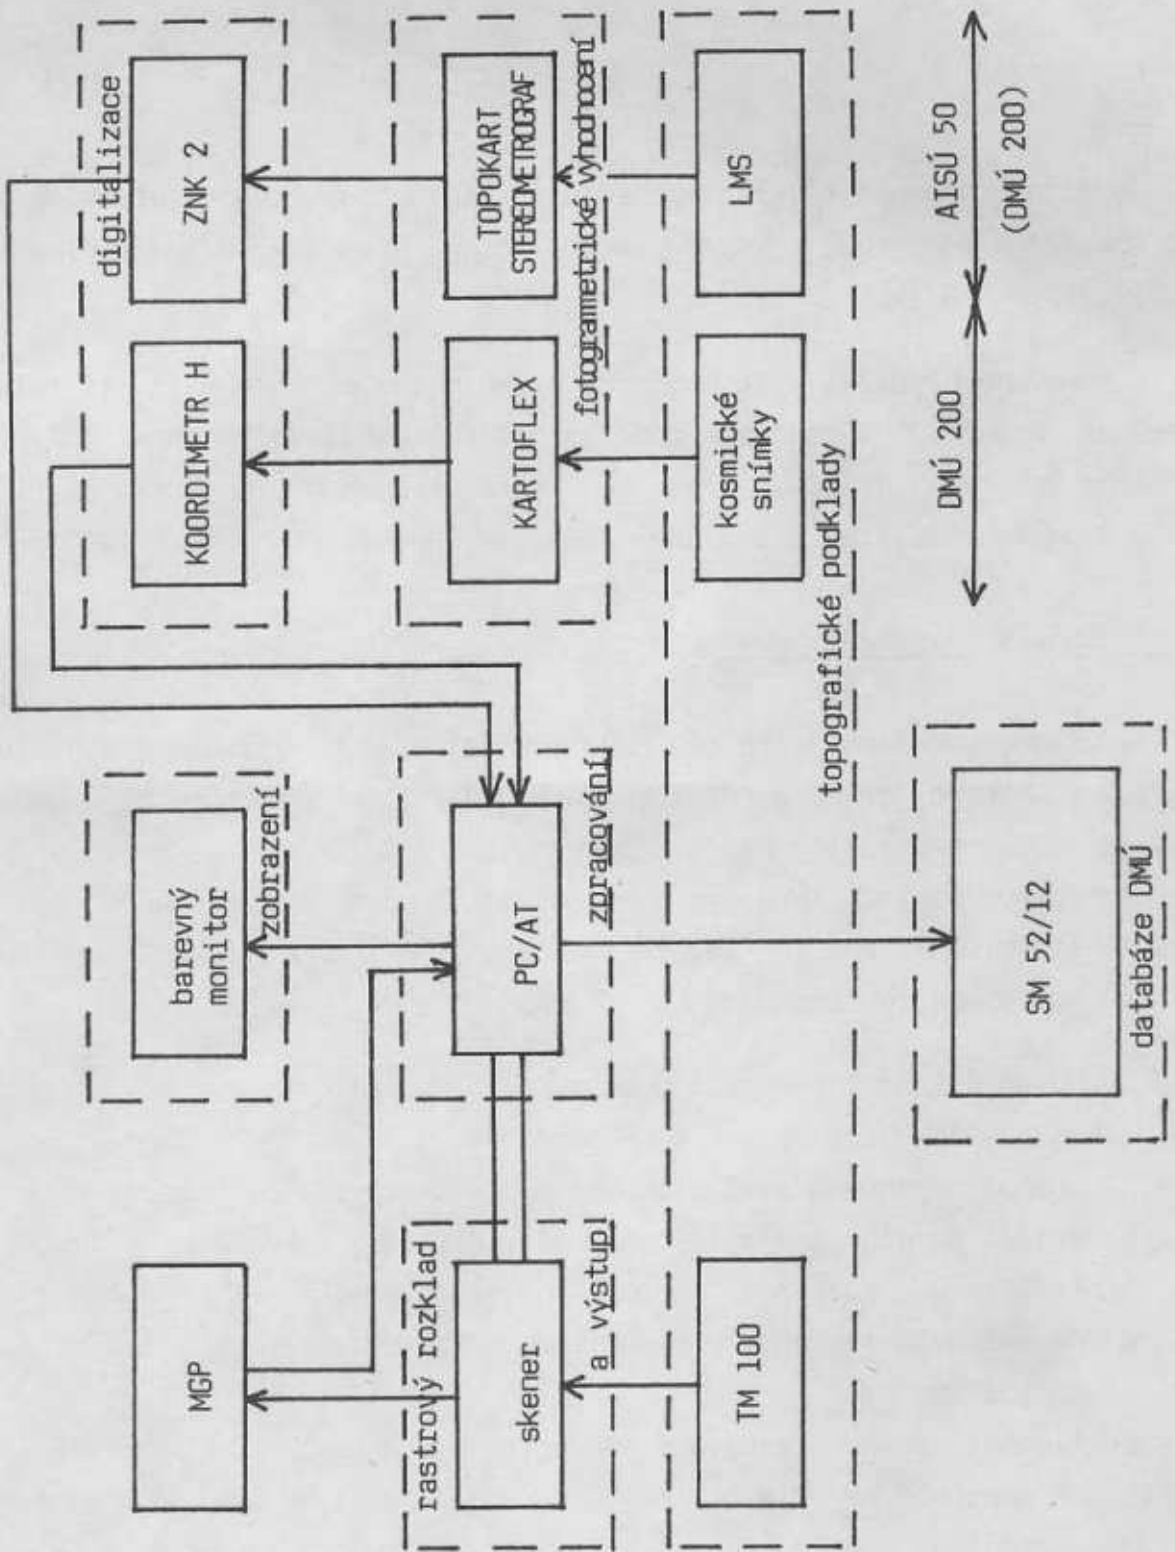 MGP
barevný
monitor
zobrazení
KOORDIMETR H
ZNK 2
digitalizace
rastrový rozklad
skener
a výstup
PC/AT
zpracování
KARTOFLEX
TOPOKART
STEREOMETROGRAF
fotogrammetrické vyhodnocení
TM 100
kosmické
snímky
LMS
topografické podklady
SM 52/12
databáze DMÚ
DMÚ 200
AISÚ 50
(DMÚ 200)